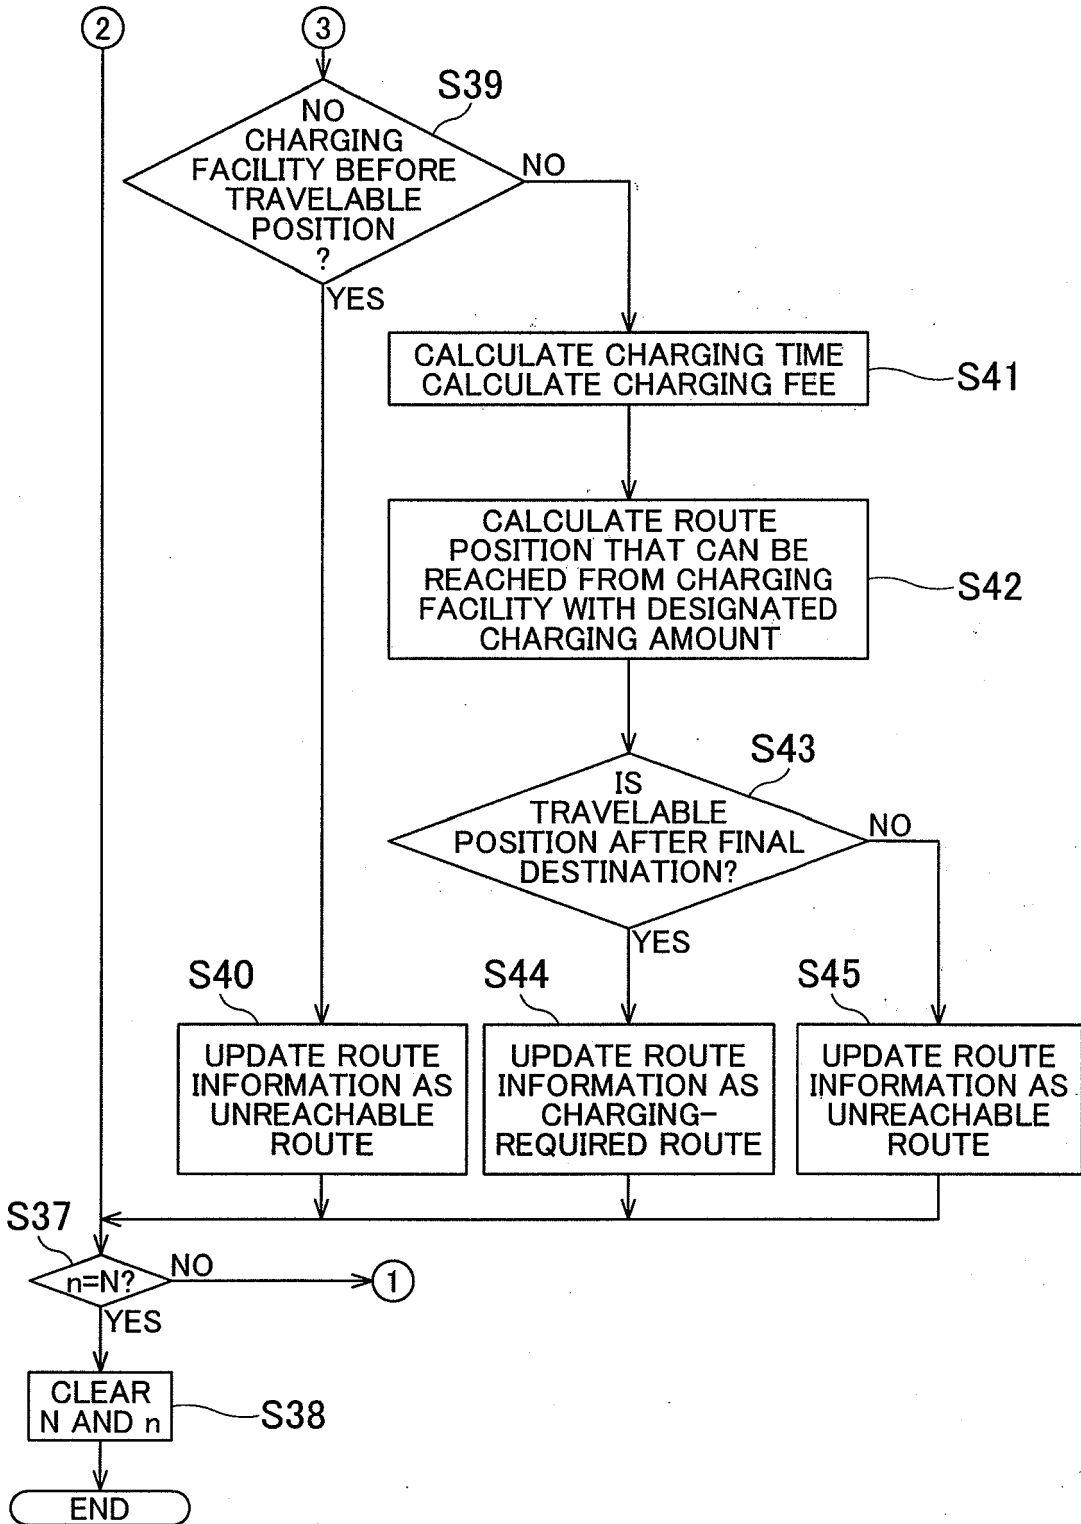 2
3
S39
NO
CHARGING
FACILITY BEFORE
TRAVELABLE
POSITION
?
NO
YES
CALCULATE CHARGING TIME
CALCULATE CHARGING FEE
S41
CALCULATE ROUTE
POSITION THAT CAN BE
REACHED FROM CHARGING
FACILITY WITH DESIGNATED
CHARGING AMOUNT
S42
S43
IS
TRAVELABLE
POSITION AFTER FINAL
DESTINATION?
NO
YES
S40
UPDATE ROUTE
INFORMATION AS
UNREACHABLE
ROUTE
S44
UPDATE ROUTE
INFORMATION AS
CHARGING-
REQUIRED ROUTE
S45
UPDATE ROUTE
INFORMATION AS
UNREACHABLE
ROUTE
S37
n=N?
NO
1
YES
CLEAR
N AND n
S38
END